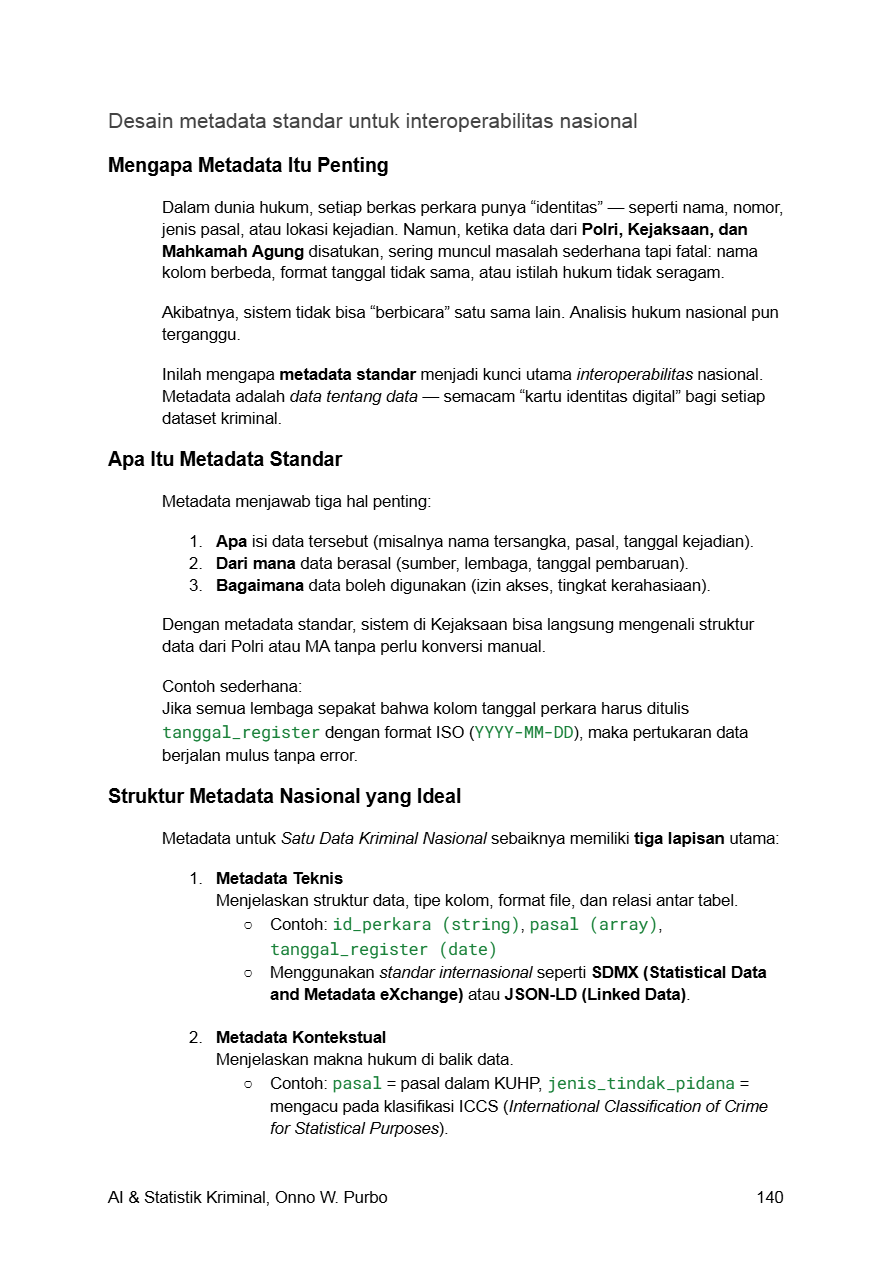 Desain metadata standar untuk interoperabilitas nasional
Mengapa Metadata Itu Penting
Dalam dunia hukum, setiap berkas perkara punya “identitas” — seperti nama, nomor,
jenis pasal, atau lokasi kejadian. Namun, ketika data dari Polri, Kejaksaan, dan
Mahkamah Agung disatukan, sering muncul masalah sederhana tapi fatal: nama
kolom berbeda, format tanggal tidak sama, atau istilah hukum tidak seragam.
Akibatnya, sistem tidak bisa “berbicara” satu sama lain. Analisis hukum nasional pun
terganggu.
Inilah mengapa metadata standar menjadi kunci utama interoperabilitas nasional.
Metadata adalah data tentang data — semacam “kartu identitas digital” bagi setiap
dataset kriminal.
Apa Itu Metadata Standar
Metadata menjawab tiga hal penting:
1. Apa isi data tersebut (misalnya nama tersangka, pasal, tanggal kejadian).
2. Dari mana data berasal (sumber, lembaga, tanggal pembaruan).
3. Bagaimana data boleh digunakan (izin akses, tingkat kerahasiaan).
Dengan metadata standar, sistem di Kejaksaan bisa langsung mengenali struktur
data dari Polri atau MA tanpa perlu konversi manual.
Contoh sederhana:
Jika semua lembaga sepakat bahwa kolom tanggal perkara harus ditulis
tanggal_register dengan format ISO (YYYY-MM-DD), maka pertukaran data
berjalan mulus tanpa error.
Struktur Metadata Nasional yang Ideal
Metadata untuk Satu Data Kriminal Nasional sebaiknya memiliki tiga lapisan utama:
1. Metadata Teknis
Menjelaskan struktur data, tipe kolom, format file, dan relasi antar tabel.
○ Contoh: id_perkara (string), pasal (array),
tanggal_register (date)
○ Menggunakan standar internasional seperti SDMX (Statistical Data
and Metadata eXchange) atau JSON-LD (Linked Data).
2. Metadata Kontekstual
Menjelaskan makna hukum di balik data.
○ Contoh: pasal = pasal dalam KUHP, jenis_tindak_pidana =
mengacu pada klasifikasi ICCS (International Classification of Crime
for Statistical Purposes).
AI & Statistik Kriminal, Onno W. Purbo 140